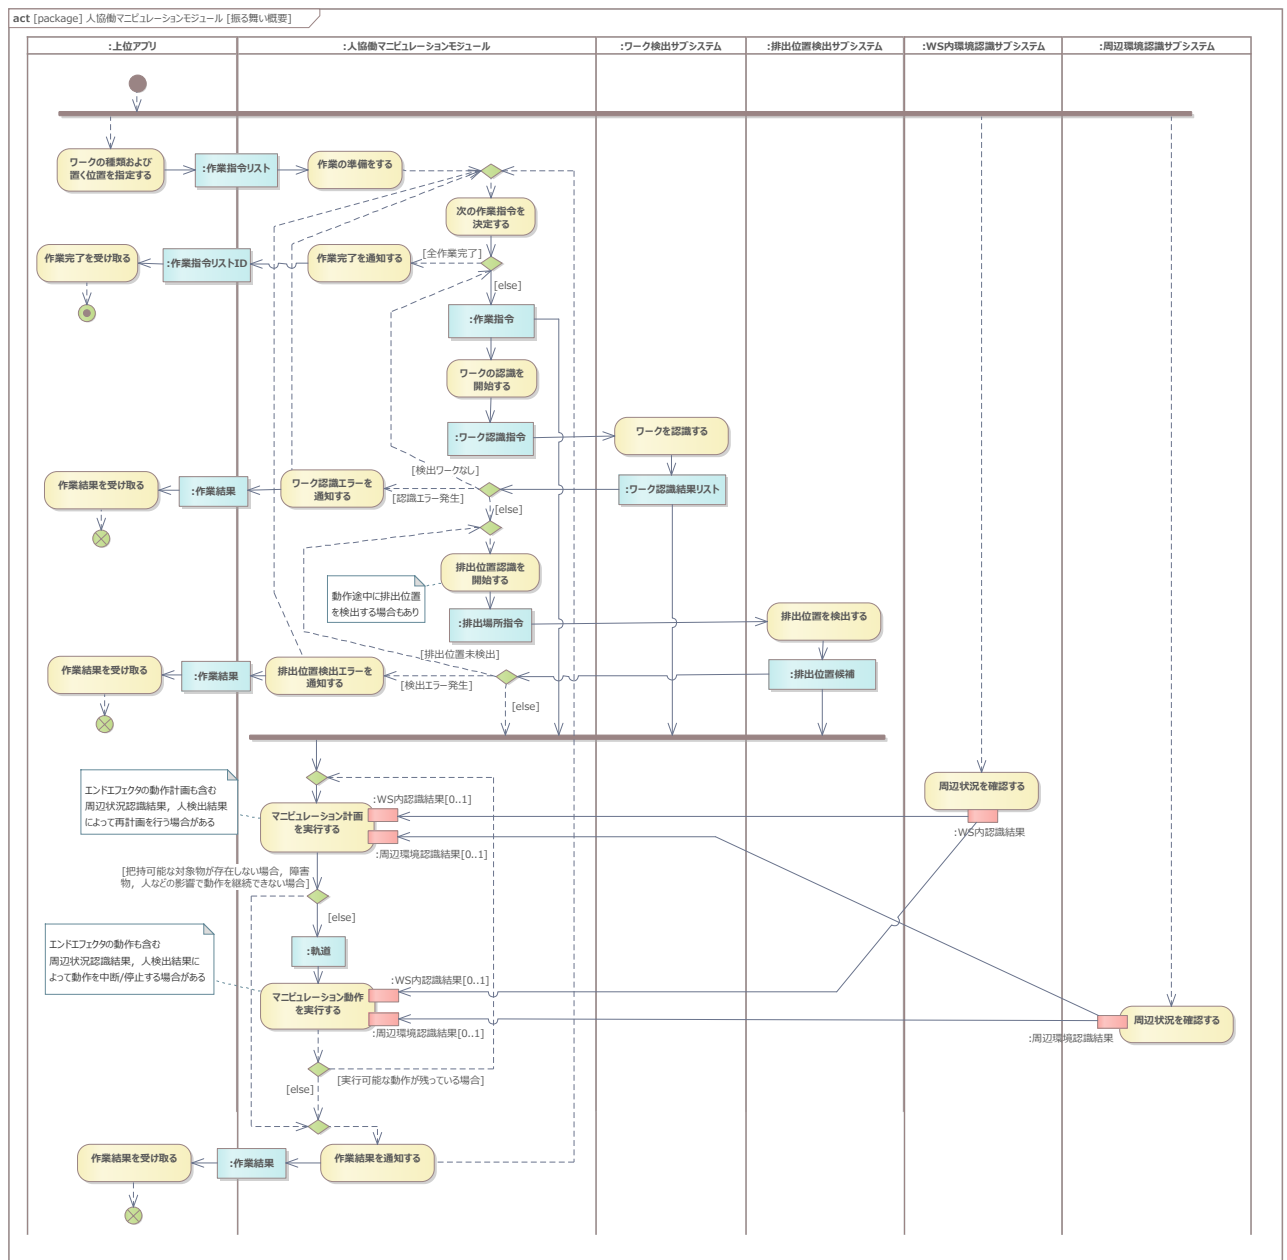 act [package] 人協働マニピュレーションモジュール [振る舞い概要]
:上位アプリ
:人協働マニピュレーションモジュール
:ワーク検出サブシステム
:排出位置検出サブシステム
:WS内環境認識サブシステム
:周辺環境認識サブシステム
ワークの種類および
置く位置を指定する
:作業指令リスト
作業の準備をする
次の作業指令を
決定する
[全作業完了]
作業完了を受け取る
:作業指令リストID
作業完了を通知する
[else]
:作業指令
ワークの認識を
開始する
:ワーク認識指令
ワークを認識する
[検出ワークなし]
作業結果を受け取る
:作業結果
ワーク認識エラーを
通知する
[認識エラー発生]
:ワーク認識結果リスト
[else]
排出位置認識を
開始する
動作途中に排出位置
を検出する場合もあり
:排出場所指令
排出位置を検出する
[排出位置未検出]
作業結果を受け取る
:作業結果
排出位置検出エラーを
通知する
[検出エラー発生]
:排出位置候補
[else]
エンドエフェクタの動作計画も含む
周辺状況認識結果，人検出結果
によって再計画を行う場合がある
マニピュレーション計画
を実行する
:WS内認識結果[0..1]
:周辺環境認識結果[0..1]
周辺状況を確認する
:WS内認識結果
[把持可能な対象物が存在しない場合，障害
物，人などの影響で動作を継続できない場合]
[else]
:軌道
エンドエフェクタの動作も含む
周辺状況認識結果，人検出結果に
よって動作を中断/停止する場合がある
マニピュレーション動作
を実行する
:WS内認識結果[0..1]
:周辺環境認識結果[0..1]
周辺状況を確認する
:周辺環境認識結果
[実行可能な動作が残っている場合]
[else]
作業結果を受け取る
:作業結果
作業結果を通知する